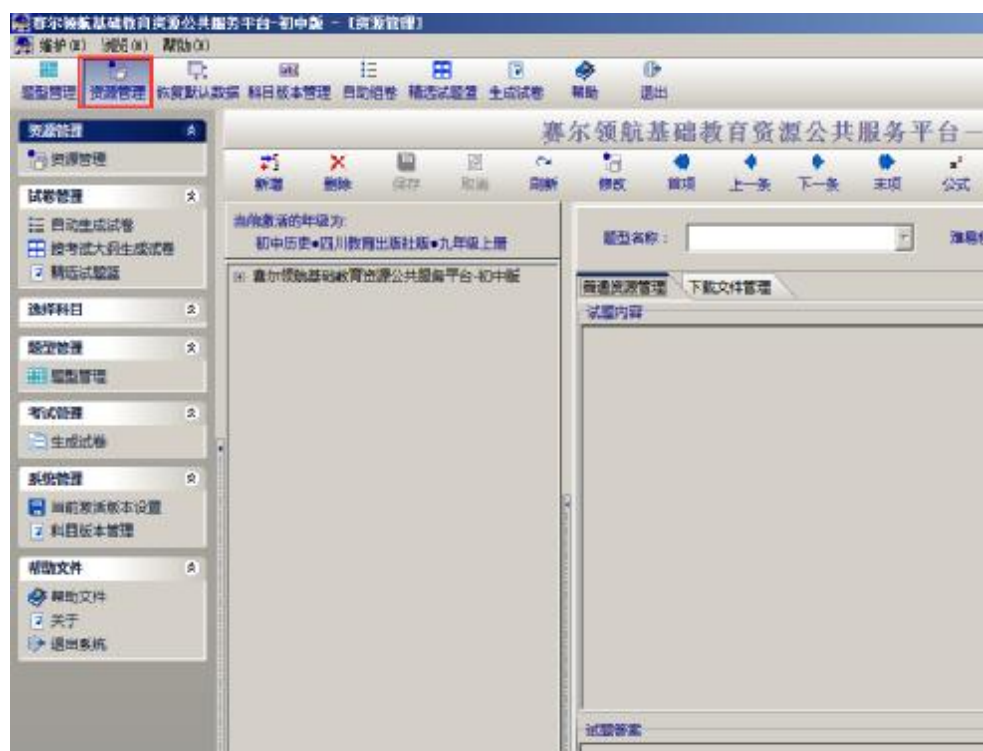 赛尔领航基础教育资源公共服务平台-初中版 - [资源管理]
维护(M) 浏览(W) 帮助(X)
题型管理 资源管理 恢复默认数据 科目版本管理 自助组卷 精选试题篮 生成试卷 帮助 退出
资源管理
资源管理
试卷管理
自动生成试卷
按考试大纲生成试卷
精选试题篮
选择科目
题型管理
题型管理
考试管理
生成试卷
系统管理
当前激活版本设置
科目版本管理
帮助文件
帮助文件
关于
退出系统
赛尔领航基础教育资源公共服务平台—
新增 删除 保存 取消 刷新 修改 首项 上一条 下一条 末项 公式
当前激活的年级为:
初中历史●四川教育出版社版●九年级上册
赛尔领航基础教育资源公共服务平台-初中版
题型名称：
难易
普通资源管理 下载文件管理
试题内容
试题答案